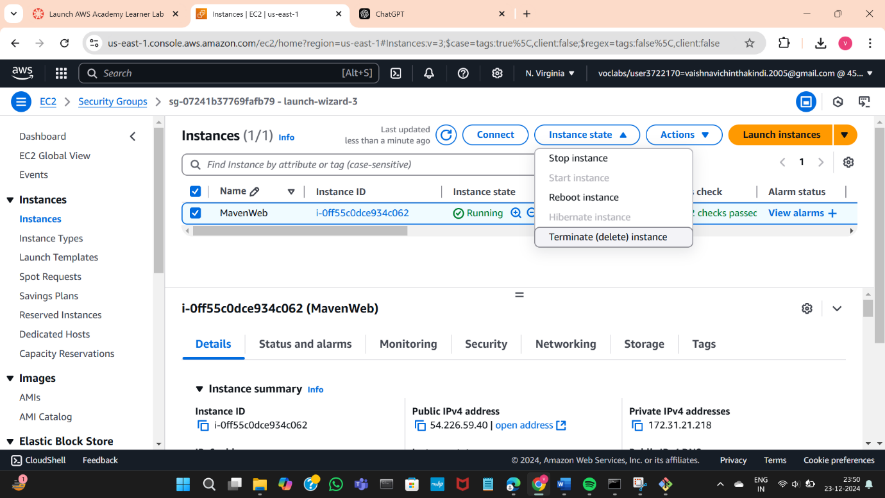 Launch AWS Academy Learner Lab
Instances | EC2 | us-east-1
ChatGPT
us-east-1.console.aws.amazon.com/ec2/home?region=us-east-1#Instances:v=3;$case=tags:true%5C,client:false;$regex=tags:false%5C,client:false
V
aws
Search
[Alt+S]
N. Virginia
voclabs/user3722170=vaishnavichinthakindi.2005@gmail.com @ 45...
EC2
Security Groups
sg-07241b37769fafb79 - launch-wizard-3
Dashboard
EC2 Global View
Events
Instances
Instances
Instance Types
Launch Templates
Spot Requests
Savings Plans
Reserved Instances
Dedicated Hosts
Capacity Reservations
Images
AMIs
AMI Catalog
Elastic Block Store
Instances (1/1) Info
Last updated
less than a minute ago
Connect
Instance state
Actions
Launch instances
Find Instance by attribute or tag (case-sensitive)
1
Stop instance
Start instance
Reboot instance
Hibernate instance
Terminate (delete) instance
Name
Instance ID
Instance state
check
Alarm status
MavenWeb
i-0ff55c0dce934c062
Running
2 checks passec
View alarms +
i-0ff55c0dce934c062 (MavenWeb)
Details
Status and alarms
Monitoring
Security
Networking
Storage
Tags
Instance summary Info
Instance ID
i-0ff55c0dce934c062
Public IPv4 address
54.226.59.40 | open address
Private IPv4 addresses
172.31.21.218
CloudShell
Feedback
© 2024, Amazon Web Services, Inc. or its affiliates.
Privacy
Terms
Cookie preferences
ENG
IN
23:50
23-12-2024